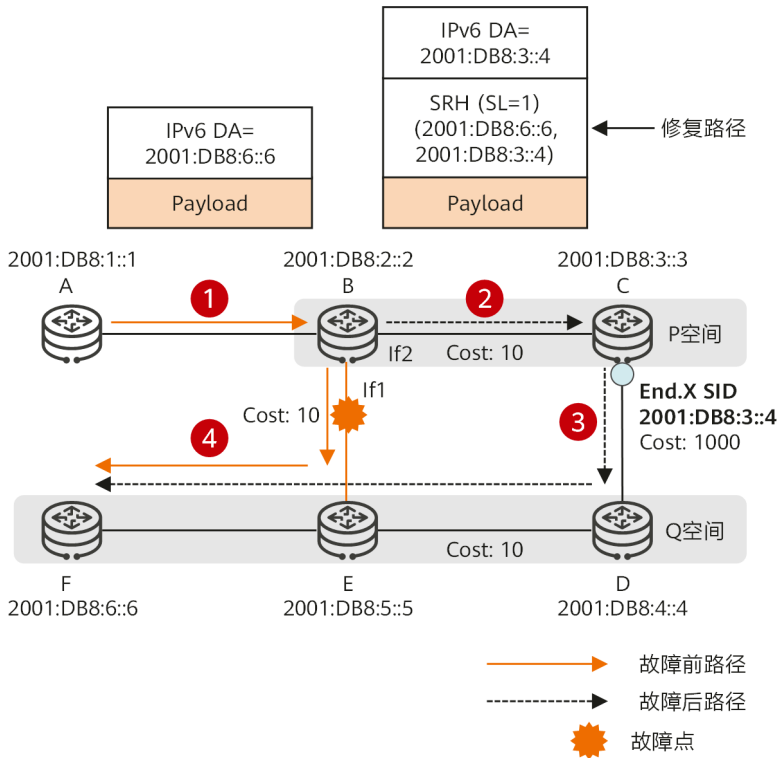 IPv6 DA=
2001:DB8:3::4
SRH (SL=1)
(2001:DB8:6::6,
2001:DB8:3::4)
Payload
修复路径
IPv6 DA=
2001:DB8:6::6
Payload
2001:DB8:1::1
A
2001:DB8:2::2
B
2001:DB8:3::3
C
1
2
P空间
If2
Cost: 10
If1
Cost: 10
End.X SID
2001:DB8:3::4
Cost: 1000
3
4
Q空间
Cost: 10
F
2001:DB8:6::6
E
2001:DB8:5::5
D
2001:DB8:4::4
故障前路径
故障后路径
故障点